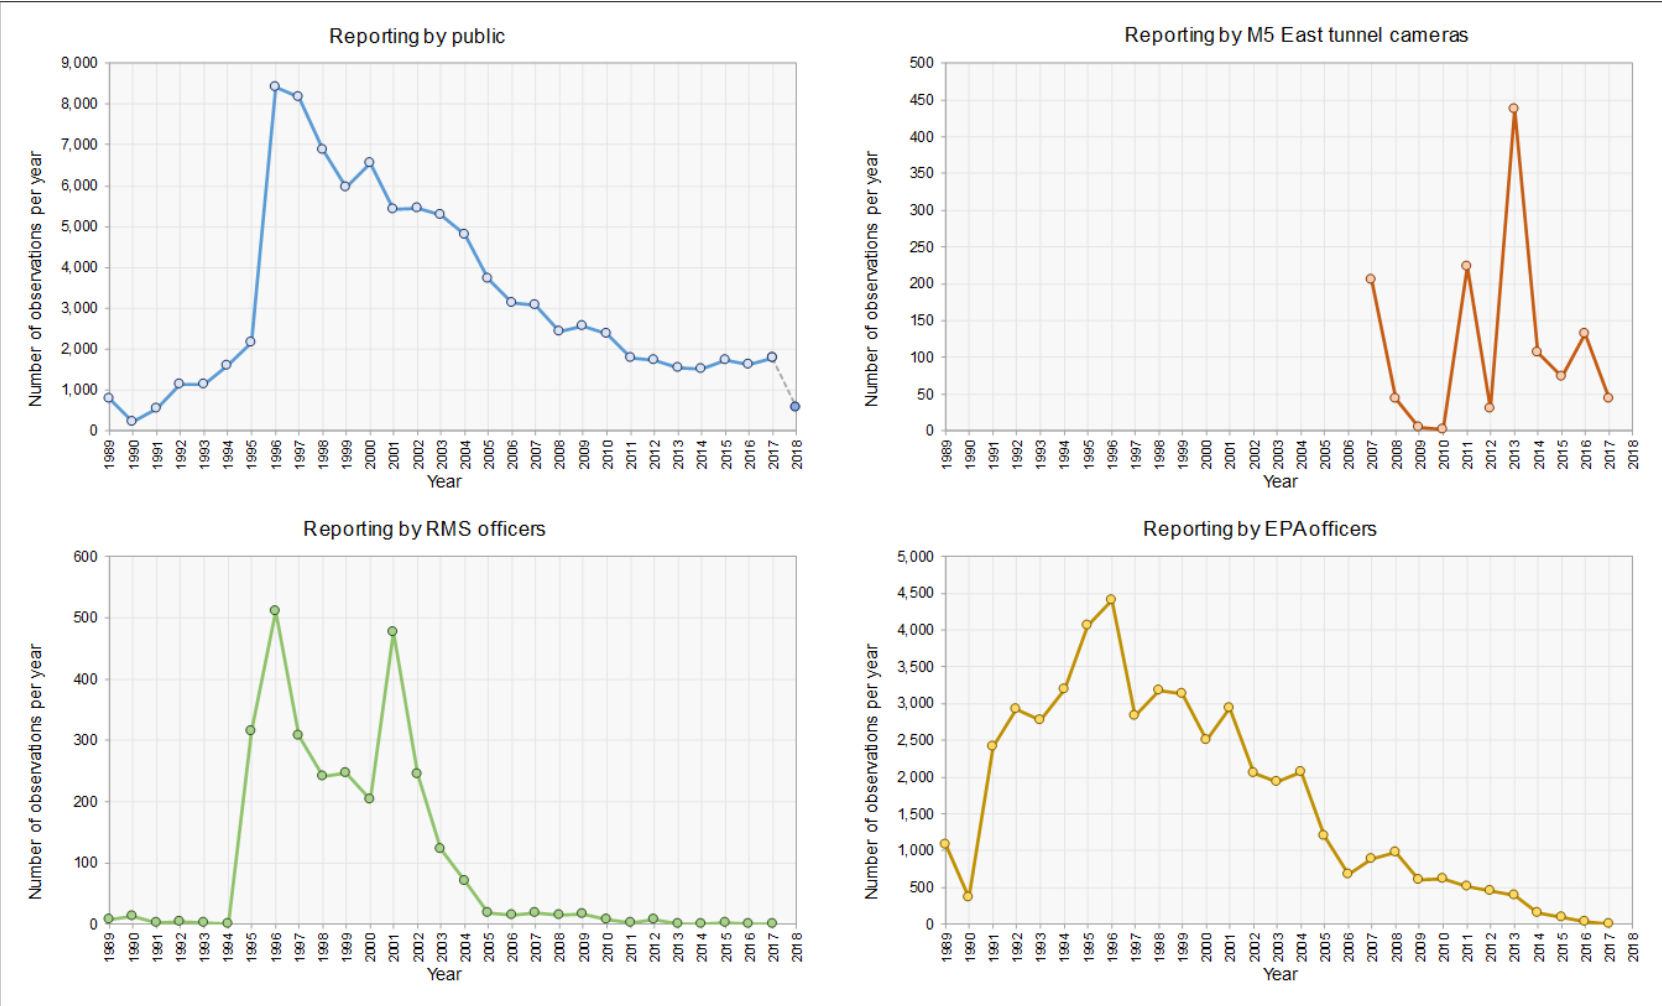 Reporting by public
Number of observations per year
9,000
8,000
7,000
6,000
5,000
4,000
3,000
2,000
1,000
0
1989 1990 1991 1992 1993 1994 1995 1996 1997 1998 1999 2000 2001 2002 2003 2004 2005 2006 2007 2008 2009 2010 2011 2012 2013 2014 2015 2016 2017 2018
Year
Reporting by M5 East tunnel cameras
Number of observations per year
500
450
400
350
300
250
200
150
100
50
0
1989 1990 1991 1992 1993 1994 1995 1996 1997 1998 1999 2000 2001 2002 2003 2004 2005 2006 2007 2008 2009 2010 2011 2012 2013 2014 2015 2016 2017 2018
Year
Reporting by RMS officers
Number of observations per year
600
500
400
300
200
100
0
1989 1990 1991 1992 1993 1994 1995 1996 1997 1998 1999 2000 2001 2002 2003 2004 2005 2006 2007 2008 2009 2010 2011 2012 2013 2014 2015 2016 2017 2018
Year
Reporting by EPA officers
Number of observations per year
5,000
4,500
4,000
3,500
3,000
2,500
2,000
1,500
1,000
500
0
1989 1990 1991 1992 1993 1994 1995 1996 1997 1998 1999 2000 2001 2002 2003 2004 2005 2006 2007 2008 2009 2010 2011 2012 2013 2014 2015 2016 2017 2018
Year